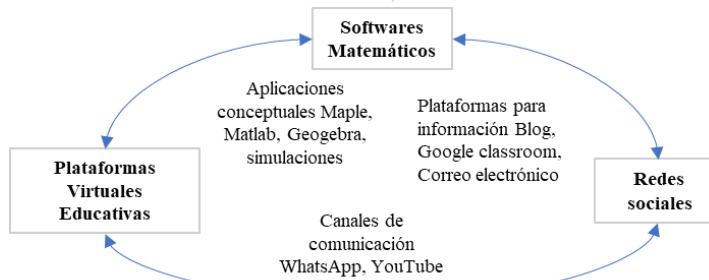 Softwares
Matemáticos
Aplicaciones
conceptuales Maple,
Matlab, Geogebra,
simulaciones
Plataformas para
información Blog,
Google classroom,
Correo electrónico
Plataformas
Virtuales
Educativas
Redes
sociales
Canales de
comunicación
WhatsApp, YouTube